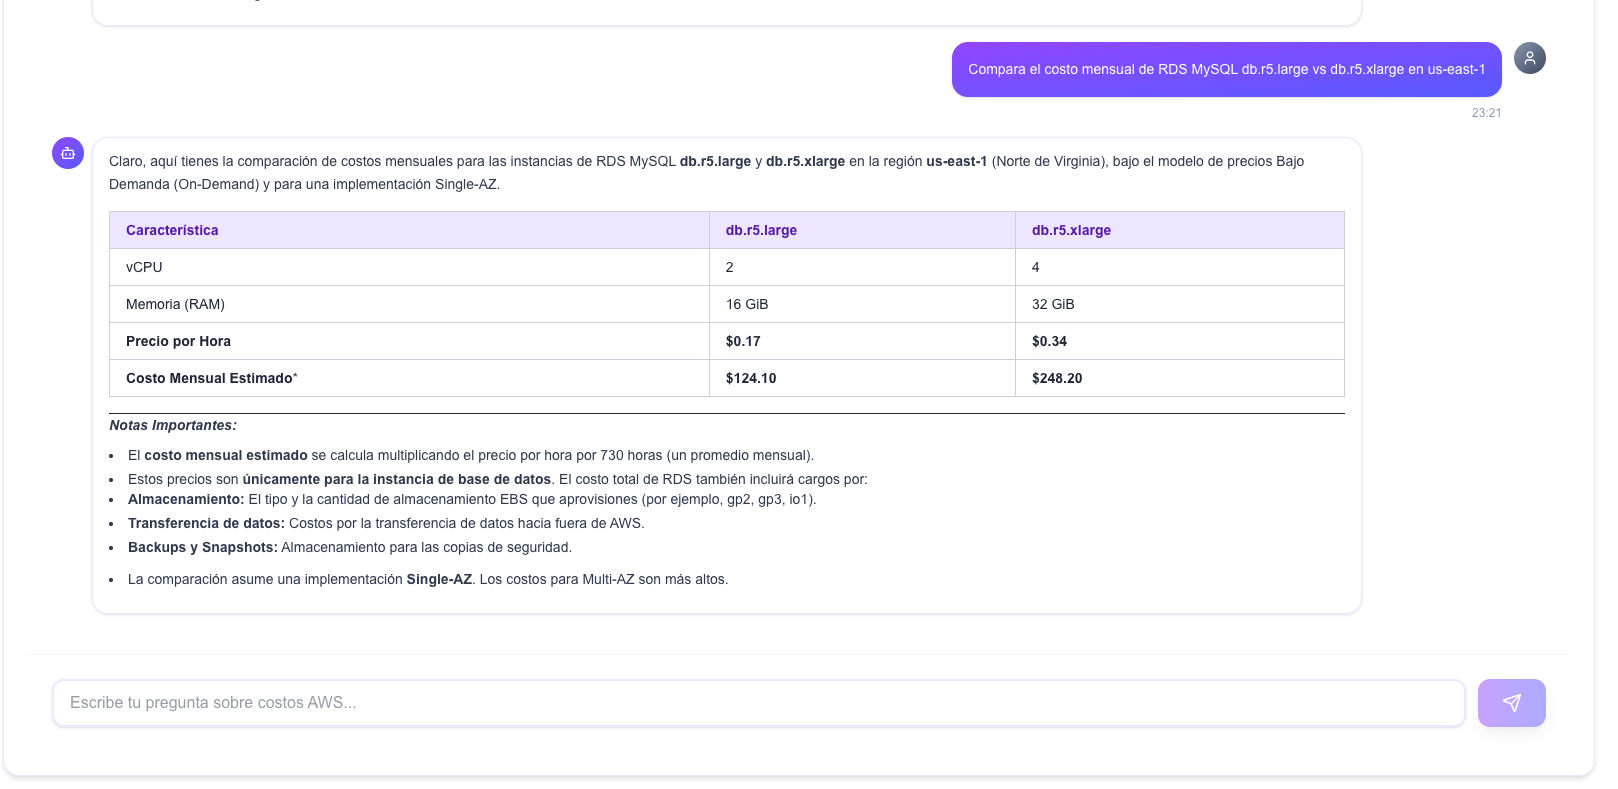 Compara el costo mensual de RDS MySQL db.r5.large vs db.r5.xlarge en us-east-1
23:21
Claro, aquí tienes la comparación de costos mensuales para las instancias de RDS MySQL db.r5.large y db.r5.xlarge en la región us-east-1 (Norte de Virginia), bajo el modelo de precios Bajo
Demanda (On-Demand) y para una implementación Single-AZ.
Característica db.r5.large db.r5.xlarge
vCPU 2 4
Memoria (RAM) 16 GiB 32 GiB
Precio por Hora $0.17 $0.34
Costo Mensual Estimado* $124.10 $248.20
Notas Importantes:
• El costo mensual estimado se calcula multiplicando el precio por hora por 730 horas (un promedio mensual).
• Estos precios son únicamente para la instancia de base de datos. El costo total de RDS también incluirá cargos por:
• Almacenamiento: El tipo y la cantidad de almacenamiento EBS que aprovisiones (por ejemplo, gp2, gp3, io1).
• Transferencia de datos: Costos por la transferencia de datos hacia fuera de AWS.
• Backups y Snapshots: Almacenamiento para las copias de seguridad.
• La comparación asume una implementación Single-AZ. Los costos para Multi-AZ son más altos.
Escribe tu pregunta sobre costos AWS...